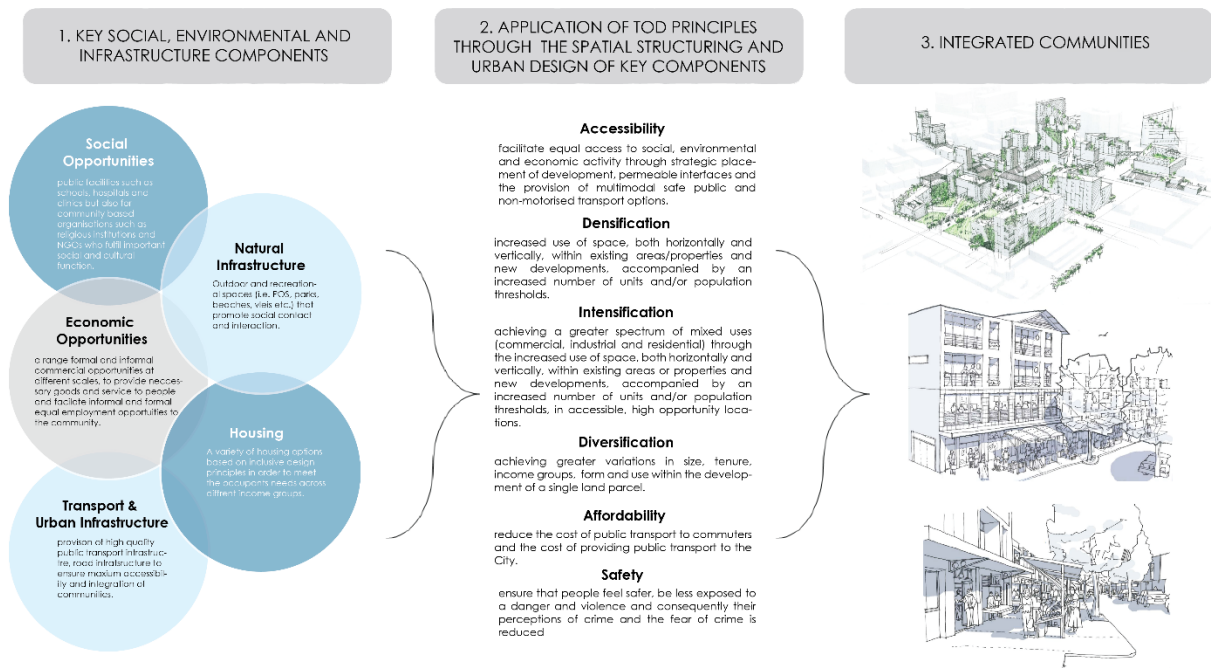 1. KEY SOCIAL, ENVIRONMENTAL AND
INFRASTRUCTURE COMPONENTS
Social
Opportunities
public facilities such as
schools, hospitals and
clinics but also for
community based
organisations such as
religious institutions and
NGOs who fulfil important
social and cultural
function.
Natural
Infrastructure
Outdoor and recreation-
al spaces (i.e. POS, parks,
beaches, vleis etc.) that
promote social contact
and interaction.
Economic
Opportunities
a range formal and informal
commercial opportunities at
different scales, to provide necces-
sary goods and service to people
and faciliate informal and formal
equal employment opportuities to
the community.
Housing
A variety of housing options
based on inclusive design
principles in order to meet
the occupants needs across
diffrent income groups.
Transport &
Urban Infrastructure
provison of high quality
public transport infrastruc-
tre, road infratsructure to
ensure maxium accessibil-
ity and integration of
communities.
2. APPLICATION OF TOD PRINCIPLES
THROUGH THE SPATIAL STRUCTURING AND
URBAN DESIGN OF KEY COMPONENTS
Accessibility
facilitate equal access to social, environmental
and economic activity through strategic place-
ment of development, permeable interfaces and
the provision of multimodal safe public and
non-motorised transport options.
Densification
increased use of space, both horizontally and
vertically, within existing areas/properties and
new developments, accompanied by an
increased number of units and/or population
thresholds.
Intensification
achieving a greater spectrum of mixed uses
(commercial, industrial and residential) through
the increased use of space, both horizontally and
vertically, within existing areas or properties and
new developments, accompanied by an
increased number of units and/or population
thresholds, in accessible, high opportunity loca-
tions.
Diversification
achieving greater variations in size, tenure,
income groups, form and use within the develop-
ment of a single land parcel.
Affordability
reduce the cost of public transport to commuters
and the cost of providing public transport to the
City.
Safety
ensure that people feel safer, be less exposed to
a danger and violence and consequently their
perceptions of crime and the fear of crime is
reduced
3. INTEGRATED COMMUNITIES